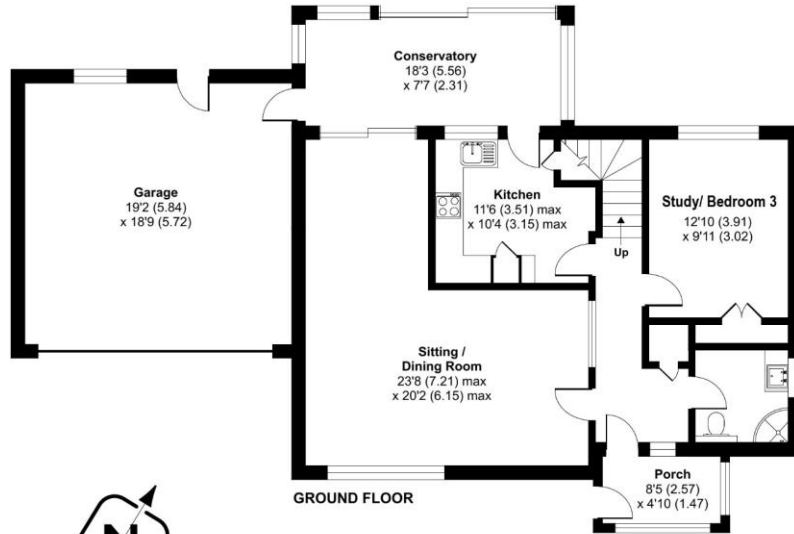 Conservatory
18'3 (5.56)
x 7'7 (2.31)
Garage
19'2 (5.84)
x 18'9 (5.72)
Kitchen
11'6 (3.51) max
x 10'4 (3.15) max
Study/ Bedroom 3
12'10 (3.91)
x 9'11 (3.02)
Up
Sitting /
Dining Room
23'8 (7.21) max
x 20'2 (6.15) max
Porch
8'5 (2.57)
x 4'10 (1.47)
GROUND FLOOR
N